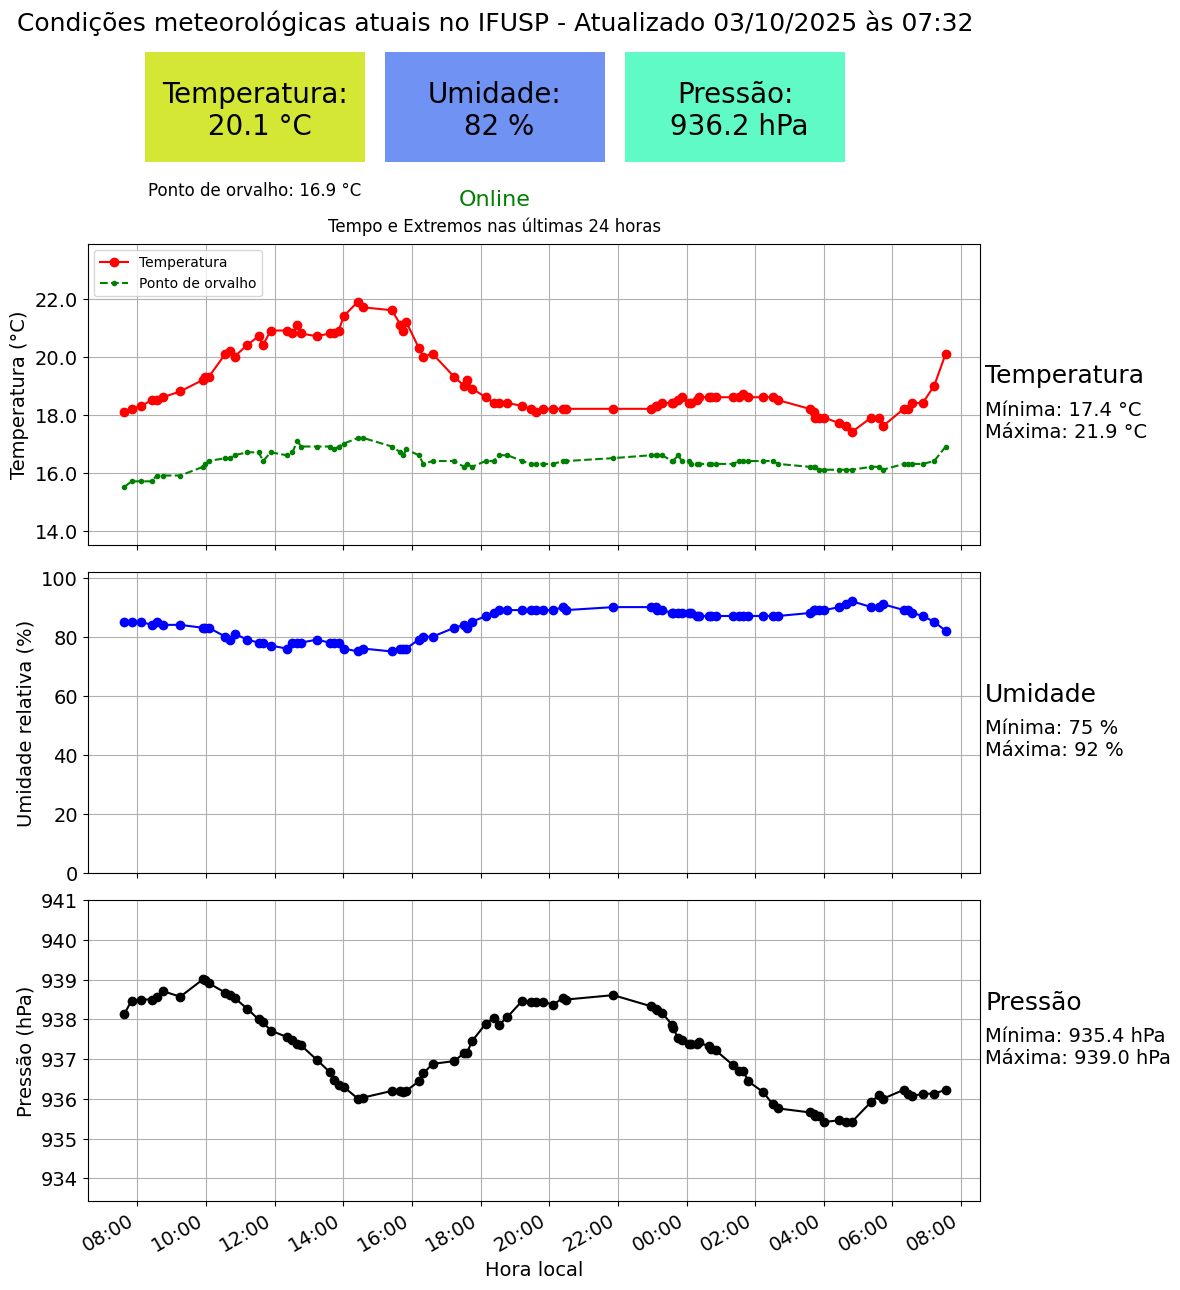 Condições meteorológicas atuais no IFUSP - Atualizado 03/10/2025 às 07:32
Temperatura:
20.1 °C
Umidade:
82 %
Pressão:
936.2 hPa
Ponto de orvalho: 16.9 °C
Online
Tempo e Extremos nas últimas 24 horas
Temperatura
Ponto de orvalho
Temperatura (°C)
22.0
20.0
18.0
16.0
14.0
Temperatura
Mínima: 17.4 °C
Máxima: 21.9 °C
Umidade relativa (%)
100
80
60
40
20
0
Umidade
Mínima: 75 %
Máxima: 92 %
Pressão (hPa)
941
940
939
938
937
936
935
934
Pressão
Mínima: 935.4 hPa
Máxima: 939.0 hPa
08:00 10:00 12:00 14:00 16:00 18:00 20:00 22:00 00:00 02:00 04:00 06:00 08:00
Hora local